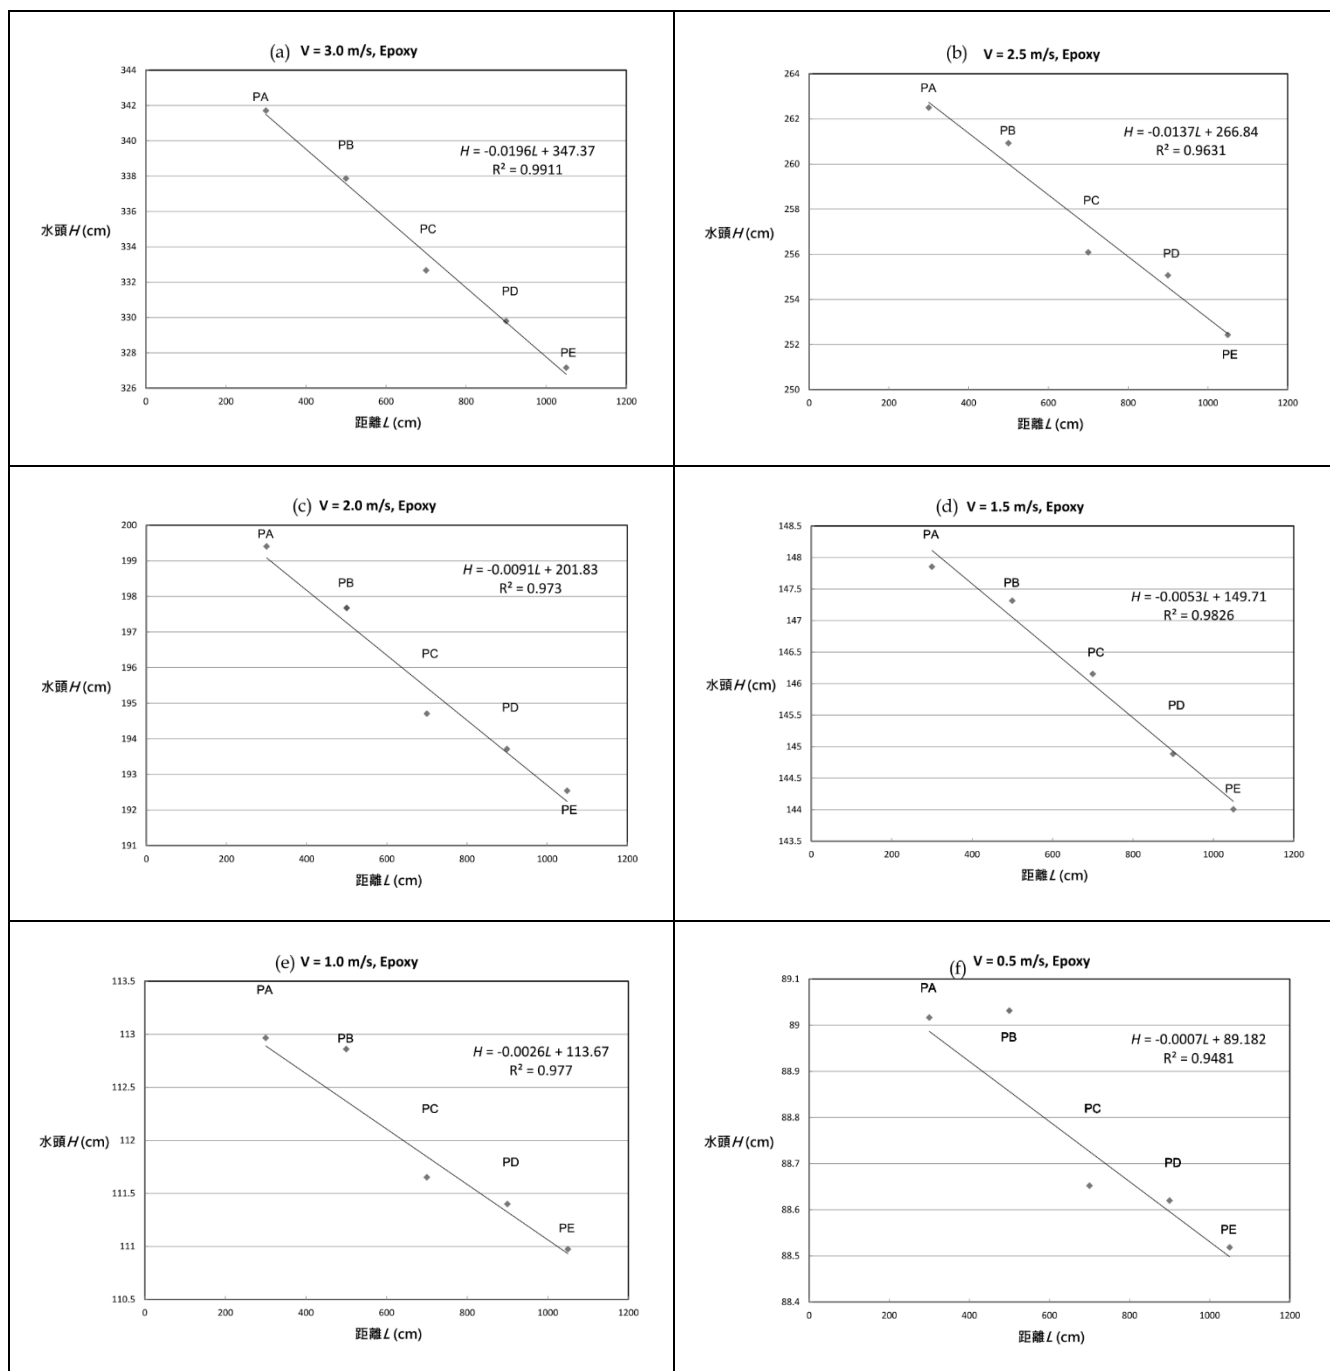 (a) V = 3.0 m/s, Epoxy
344
342
340
338
336
334
332
330
328
326
PA
PB
PC
PD
PE
H = -0.0196L + 347.37
R² = 0.9911
水頭H (cm)
0 200 400 600 800 1000 1200
距離L (cm)
(b) V = 2.5 m/s, Epoxy
264
262
260
258
256
254
252
250
PA
PB
PC
PD
PE
H = -0.0137L + 266.84
R² = 0.9631
水頭H (cm)
0 200 400 600 800 1000 1200
距離L (cm)
(c) V = 2.0 m/s, Epoxy
200
199
198
197
196
195
194
193
192
191
PA
PB
PC
PD
PE
H = -0.0091L + 201.83
R² = 0.973
水頭H (cm)
0 200 400 600 800 1000 1200
距離L (cm)
(d) V = 1.5 m/s, Epoxy
148.5
148
147.5
147
146.5
146
145.5
145
144.5
144
143.5
PA
PB
PC
PD
PE
H = -0.0053L + 149.71
R² = 0.9826
水頭H (cm)
0 200 400 600 800 1000 1200
距離L (cm)
(e) V = 1.0 m/s, Epoxy
113.5
113
112.5
112
111.5
111
110.5
PA
PB
PC
PD
PE
H = -0.0026L + 113.67
R² = 0.977
水頭H (cm)
0 200 400 600 800 1000 1200
距離L (cm)
(f) V = 0.5 m/s, Epoxy
89.1
89
88.9
88.8
88.7
88.6
88.5
88.4
PA
PB
PC
PD
PE
H = -0.0007L + 89.182
R² = 0.9481
水頭H (cm)
0 200 400 600 800 1000 1200
距離L (cm)